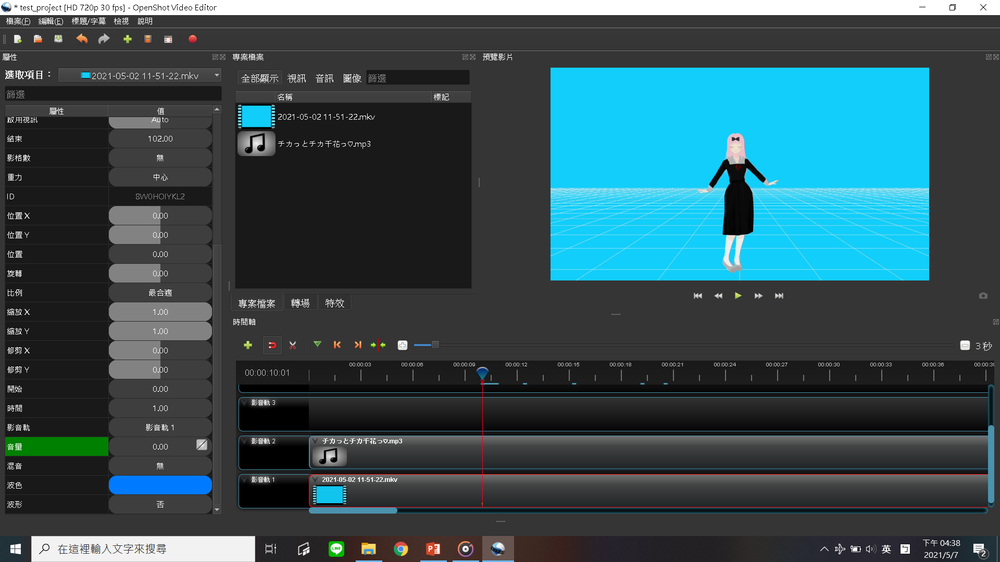 * test_project [HD 720p 30 fps] - OpenShot Video Editor
檔案(F) 編輯(E) 標題/字幕 檢視 說明
屬性
選取項目：
2021-05-02 11-51-22.mkv
篩選
屬性 值
啟用視訊 Auto
結束 102.00
影格數 無
重力 中心
ID 8W0HOIYKL2
位置 X 0.00
位置 Y 0.00
位置 0.00
旋轉 0.00
比例 最合適
縮放 X 1.00
縮放 Y 1.00
修剪 X 0.00
修剪 Y 0.00
開始 0.00
時間 1.00
影音軌 影音軌 1
音量 0.00
混音 無
波色
波形 否
專案檔案
全部顯示 視訊 音訊 圖像 篩選
名稱 標記
2021-05-02 11-51-22.mkv
チカっとチカ千花っ♡.mp3
專案檔案 轉場 特效
預覽影片
時間軸
3 秒
00:00:10:01
00:00:03 00:00:06 00:00:09 00:00:12 00:00:15 00:00:18 00:00:21 00:00:24 00:00:27 00:00:30 00:00:33 00:00:36 00:00:39
影音軌 3
影音軌 2
チカっとチカ千花っ♡.mp3
影音軌 1
2021-05-02 11-51-22.mkv
在這裡輸入文字來搜尋
LINE
P
英
ㄅ
下午 04:38
2021/5/7
2